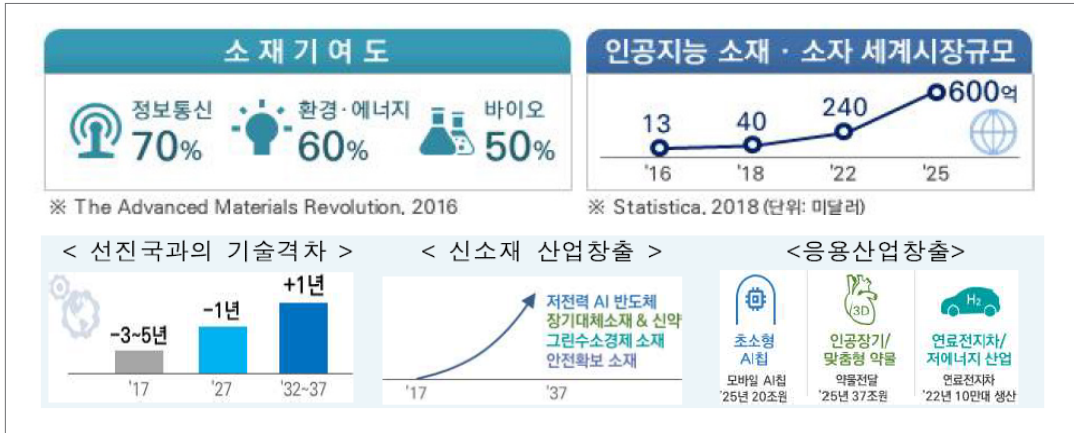 소재기여도
정보통신
70%
환경·에너지
60%
바이오
50%
※ The Advanced Materials Revolution, 2016
인공지능 소재 · 소자 세계시장규모
13
40
240
600억
'16
'18
'22
'25
※ Statistica, 2018 (단위: 미달러)
< 선진국과의 기술격차 >
-3~5년
-1년
+1년
'17
'27
'32~37
< 신소재 산업창출 >
저전력 AI 반도체
장기대체소재 & 신약
그린수소경제 소재
안전확보 소재
'17
'37
<응용산업창출>
초소형
AI칩
모바일 AI칩
'25년 20조원
3D
인공장기/
맞춤형 약물
약물전달
'25년 37조원
H2
연료전지차/
저에너지 산업
연료전지차
'22년 10만대 생산